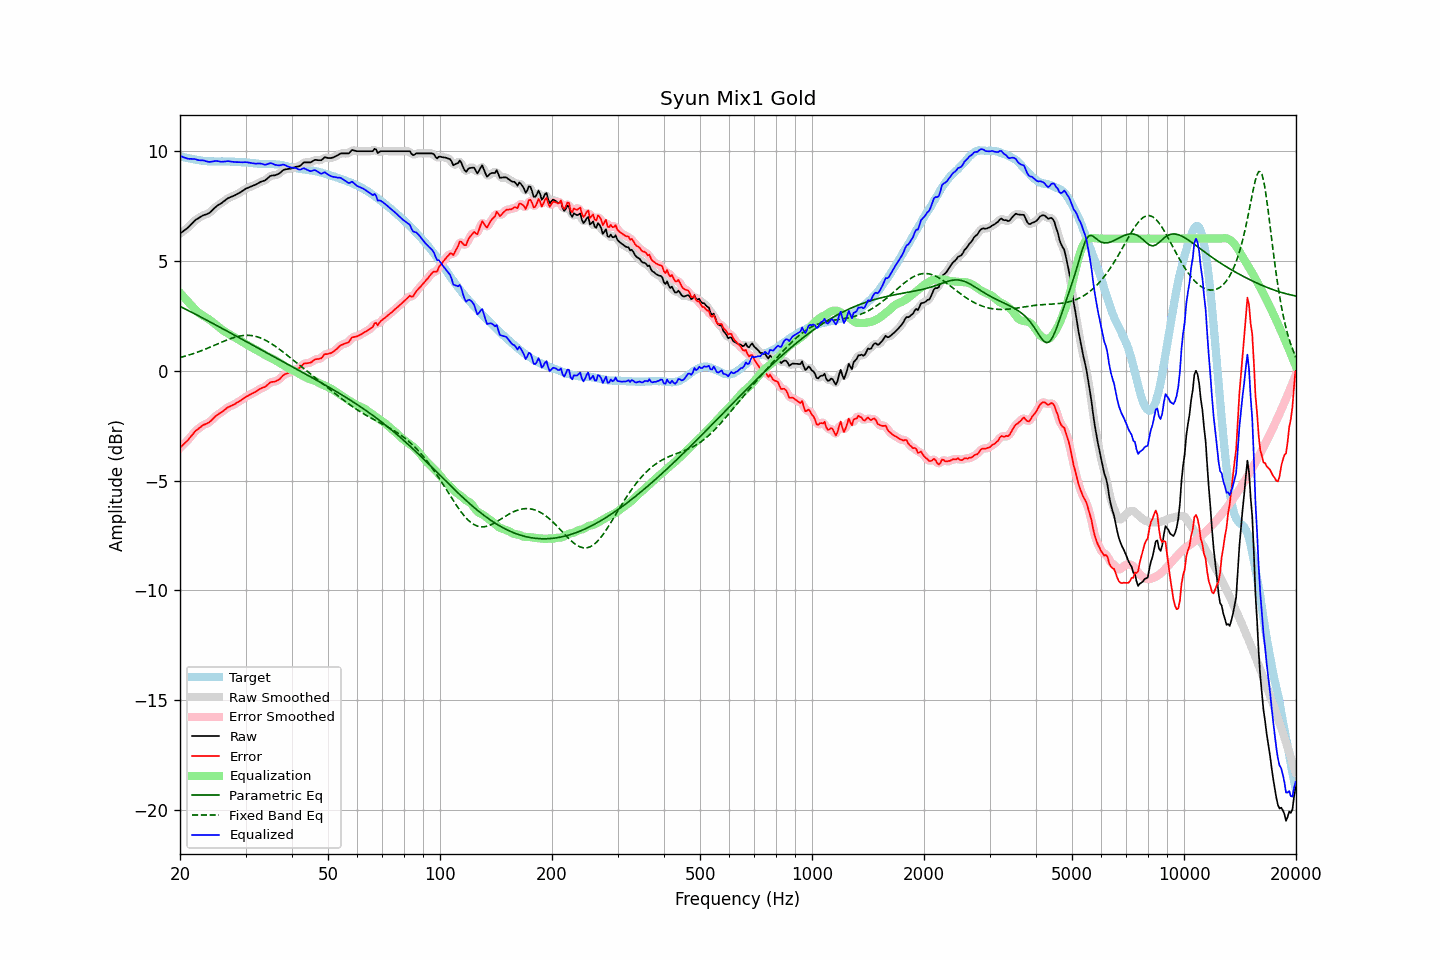 Syun Mix1 Gold
10
5
0
−5
−10
−15
−20
Amplitude (dBr)
Target
Raw Smoothed
Error Smoothed
Raw
Error
Equalization
Parametric Eq
Fixed Band Eq
Equalized
20 50 100 200 500 1000 2000 5000 10000 20000
Frequency (Hz)